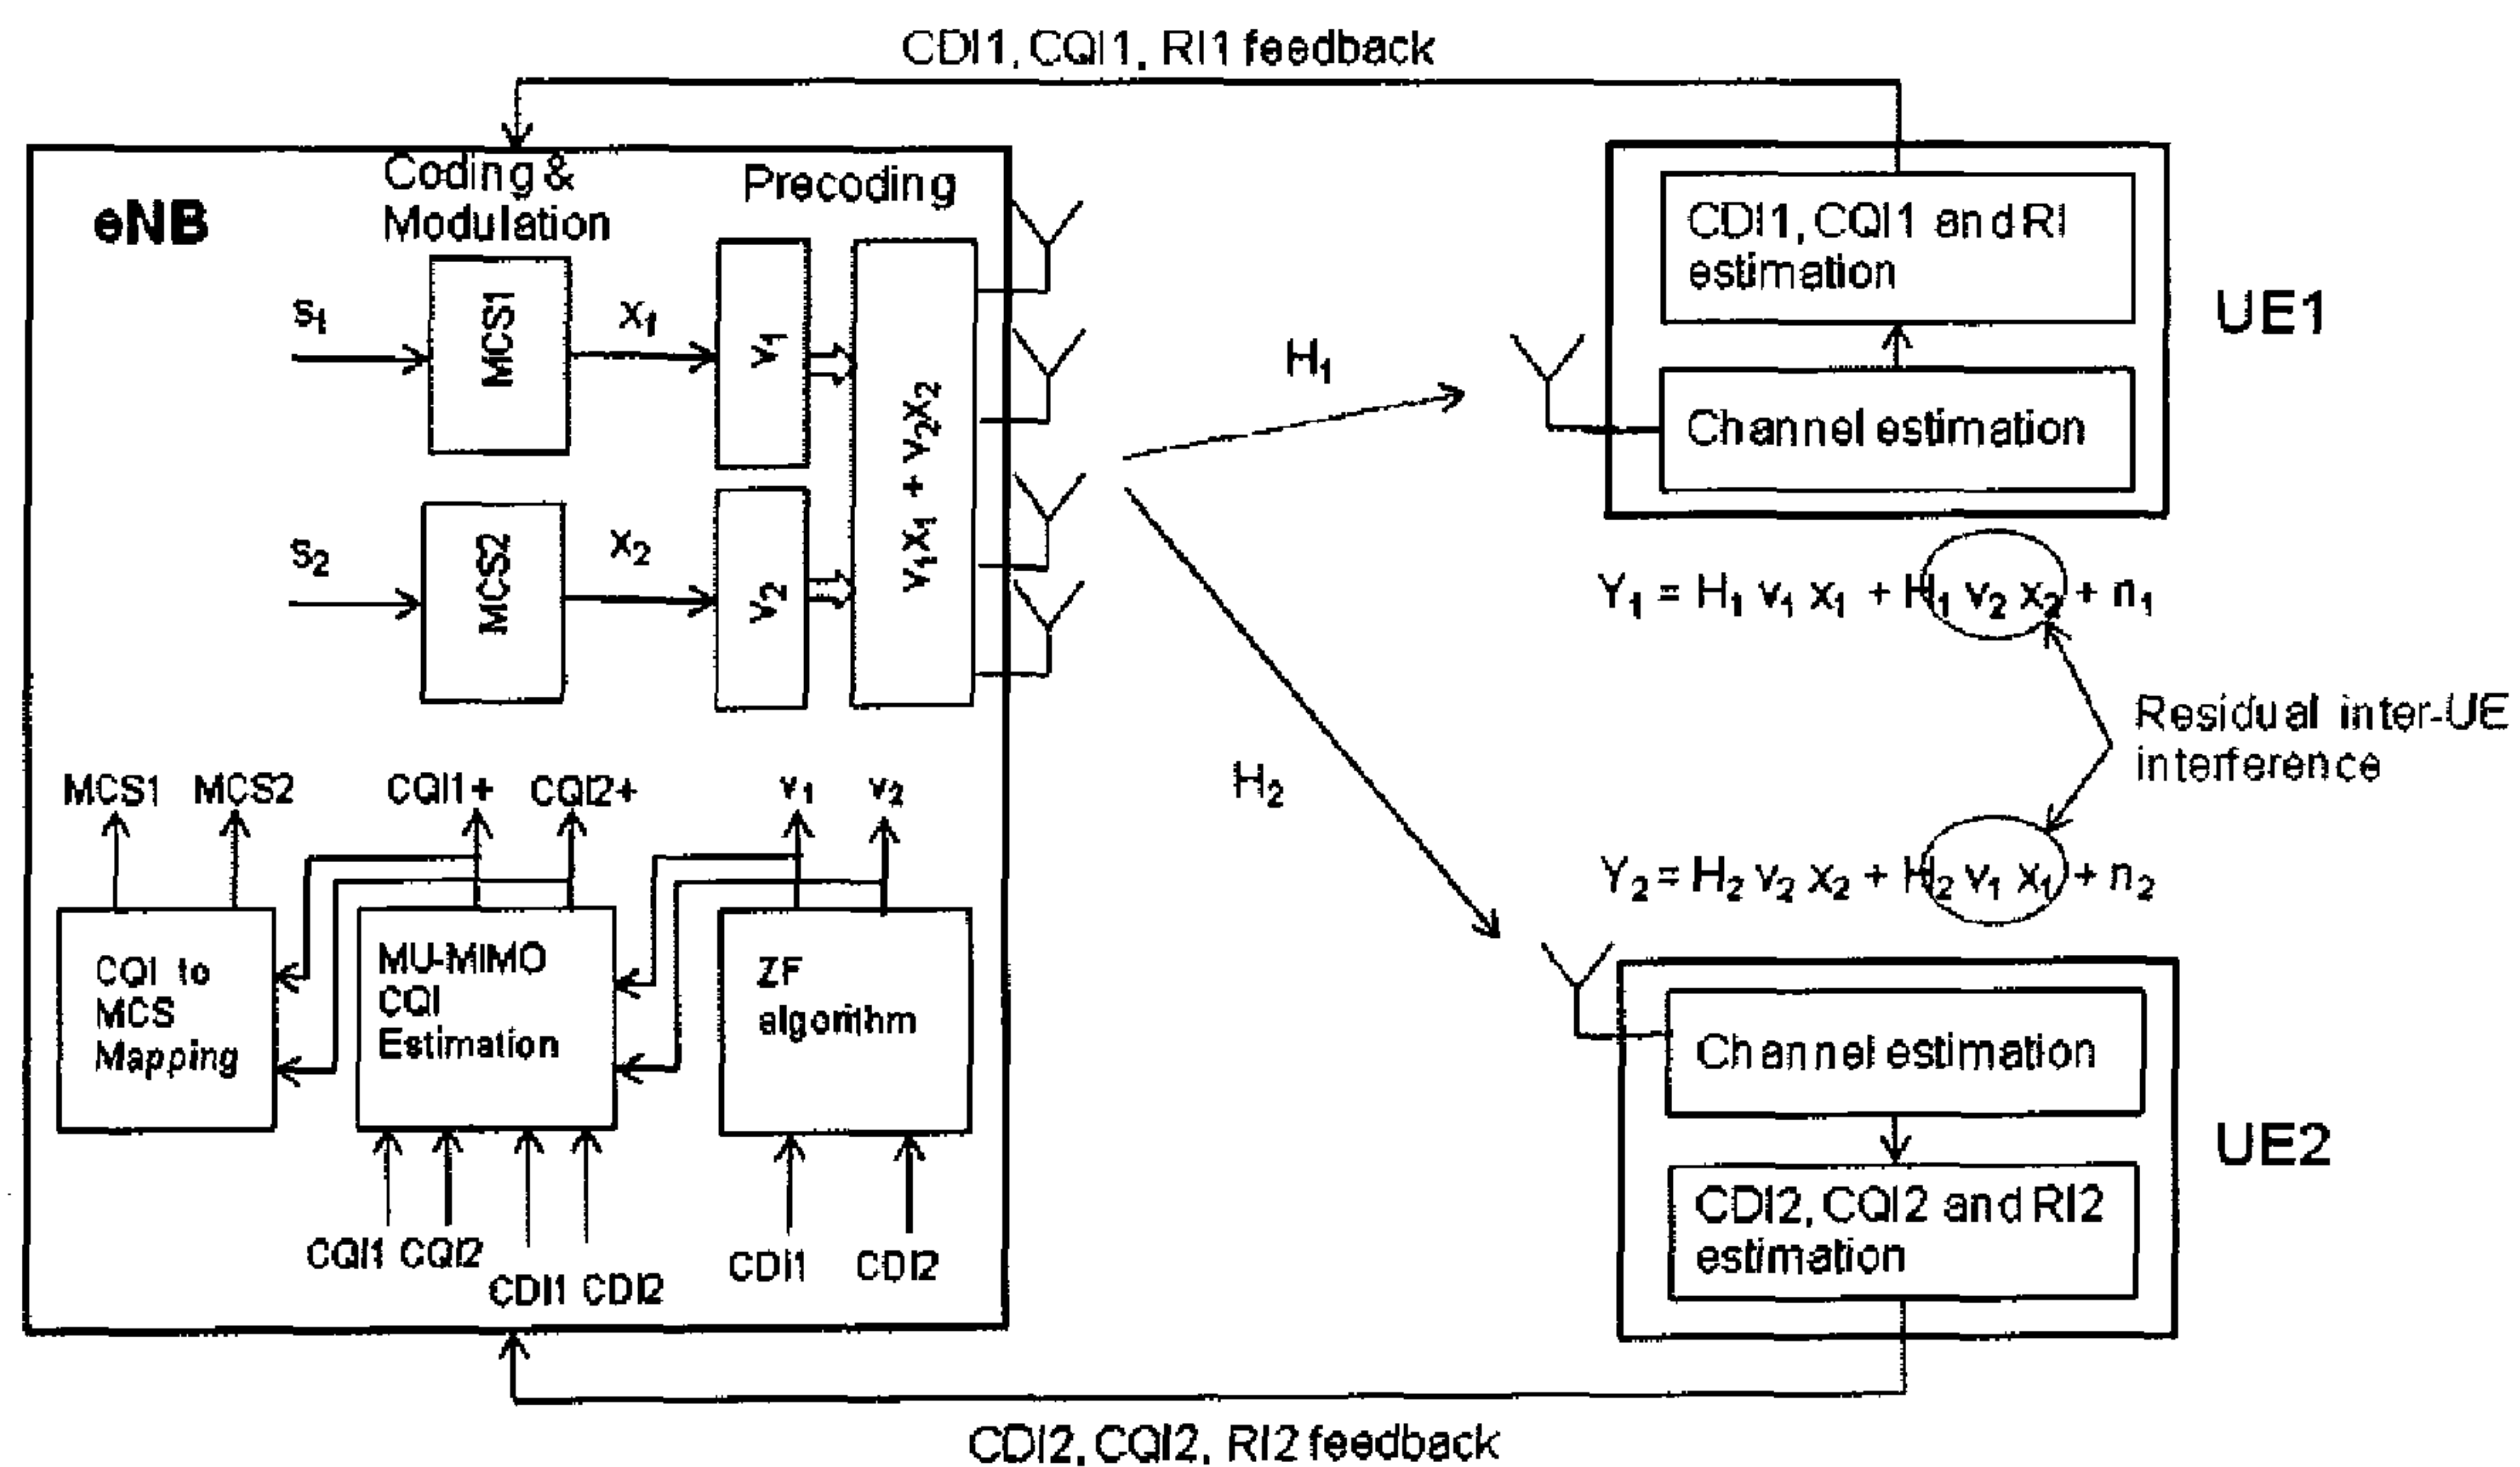 CDI1, CQI1, RI1 feedback
Coding &
Modulation
Precoding
eNB
S1
MCS1
X1
v1
v1x1 + v2x2
S2
MCS2
X2
v2
H1
H2
CDI1, CQI1 and RI
estimation
Channel estimation
UE1
Y1 = H1 v1 x1 + H1 v2 x2 + n1
Residual inter-UE
interference
Y2 = H2 v2 x2 + H2 v1 x1 + n2
MCS1 MCS2
CQI1+ CQI2+
v1 v2
CQI to
MCS
Mapping
MU-MIMO
CQI
Estimation
ZF
algorithm
CQI1 CQI2
CDI1 CDI2
CDI1 CDI2
Channel estimation
CDI2, CQI2 and RI2
estimation
UE2
CDI2, CQI2, RI2 feedback